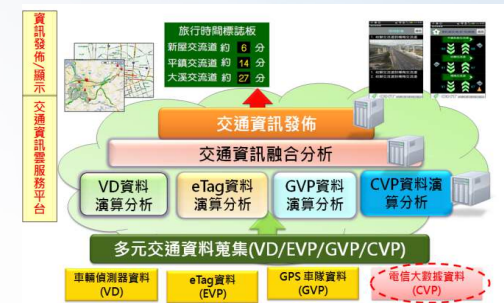 資訊發佈/顯示
旅行時間標誌板
新屋交流道 約 6 分
平鎮交流道 約 14 分
大溪交流道 約 27 分
交通資訊雲服務平台
交通資訊發佈
交通資訊融合分析
VD資料
演算分析
eTag資料
演算分析
GVP資料
演算分析
CVP資料演
算分析
多元交通資料蒐集(VD/EVP/GVP/CVP)
車輛偵測器資料
(VD)
eTag資料
(EVP)
GPS 車隊資料
(GVP)
電信大數據資料
(CVP)